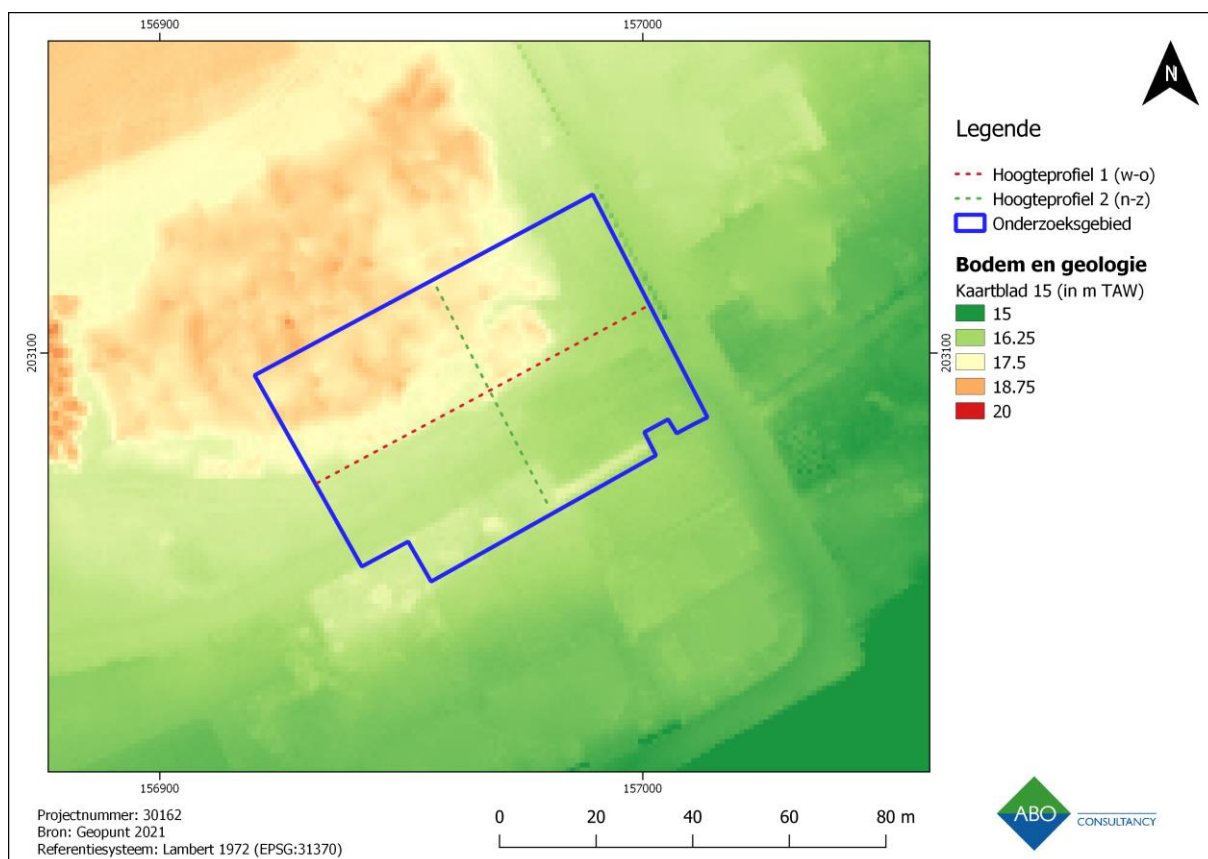 156900
157000
N
Legende
Hoogteprofiel 1 (w-o)
Hoogteprofiel 2 (n-z)
Onderzoeksgebied
Bodem en geologie
Kaartblad 15 (in m TAW)
15
16.25
17.5
18.75
20
203100
203100
156900
157000
Projectnummer: 30162
Bron: Geopunt 2021
Referentiesysteem: Lambert 1972 (EPSG:31370)
0 20 40 60 80 m
ABO
CONSULTANCY